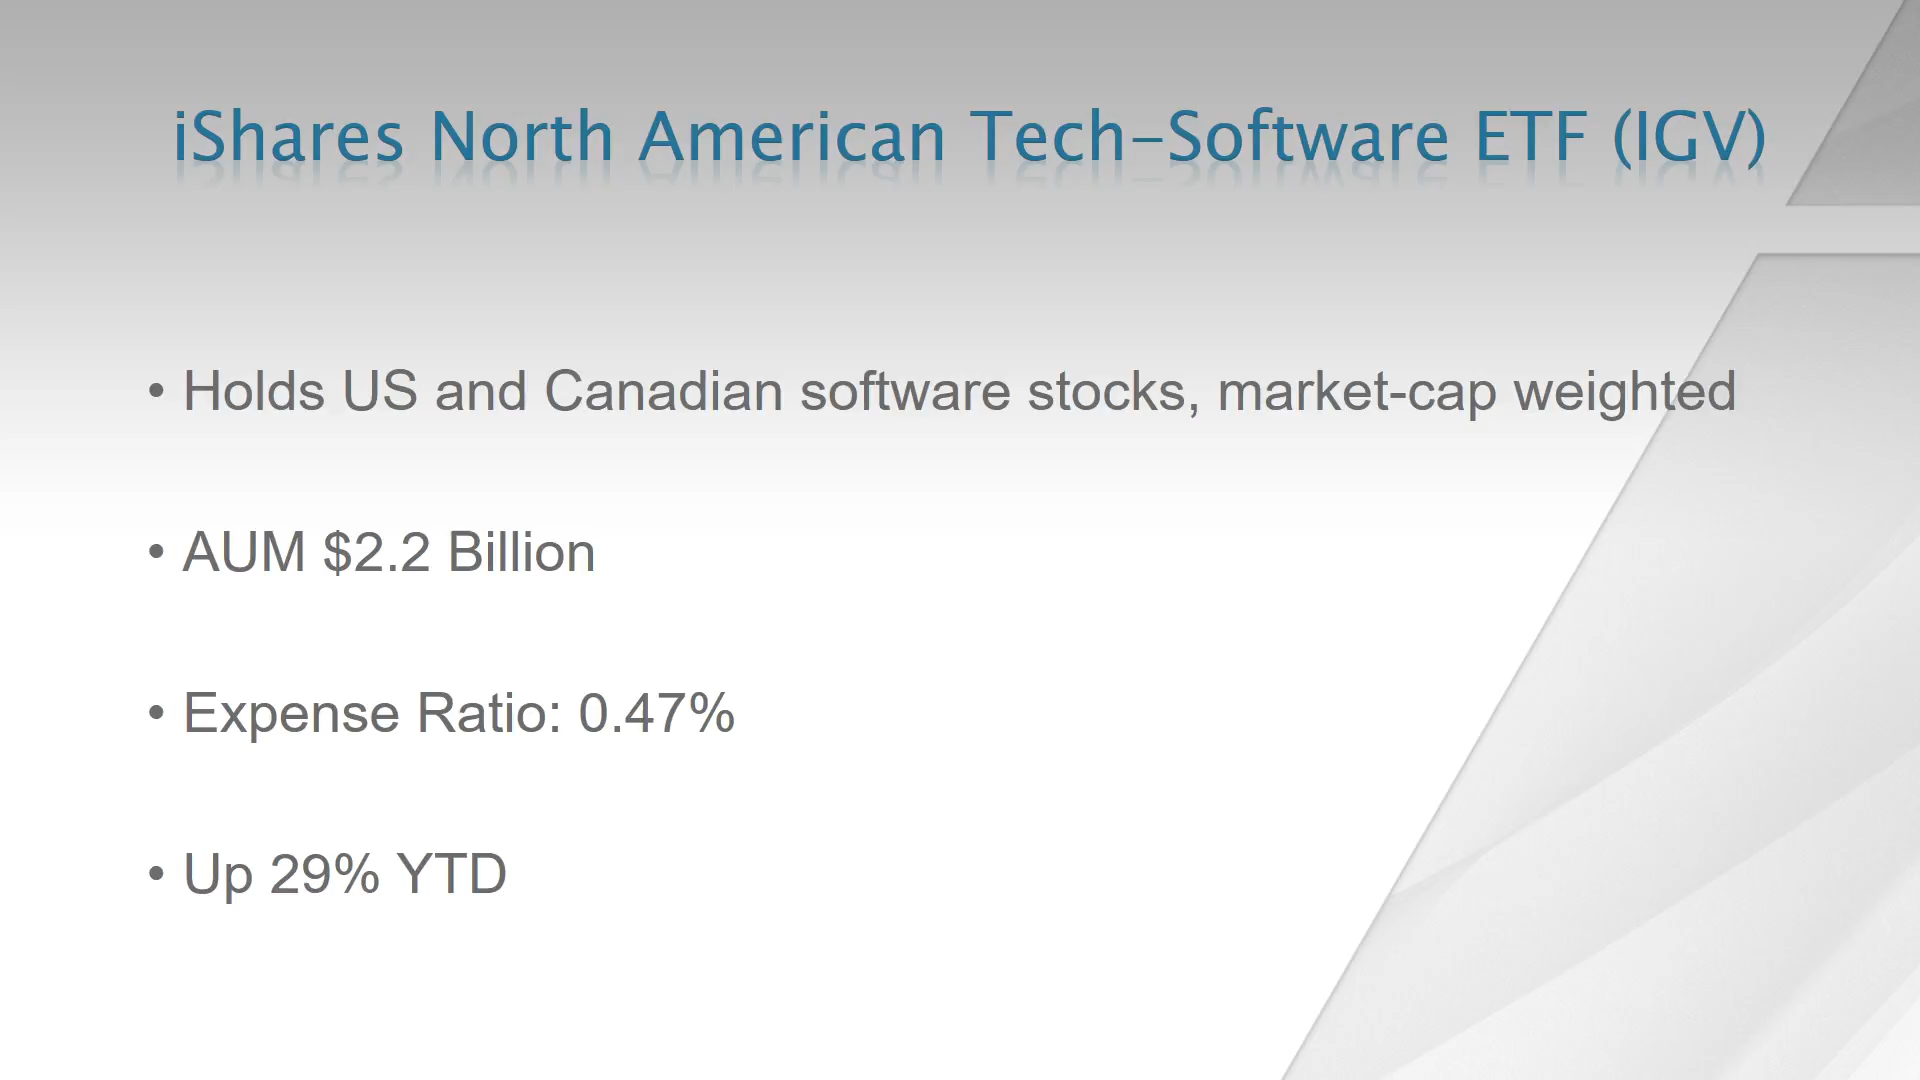 iShares North American Tech-Software ETF (IGV)
• Holds US and Canadian software stocks, market-cap weighted
• AUM $2.2 Billion
• Expense Ratio: 0.47%
• Up 29% YTD